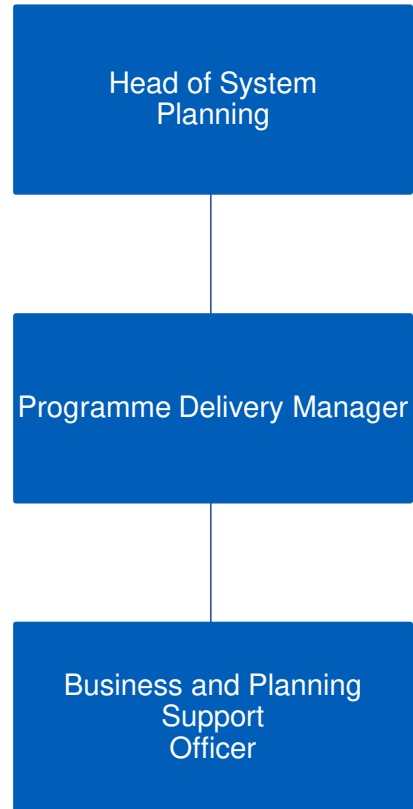 Head of System
Planning
Programme Delivery Manager
Business and Planning
Support
Officer